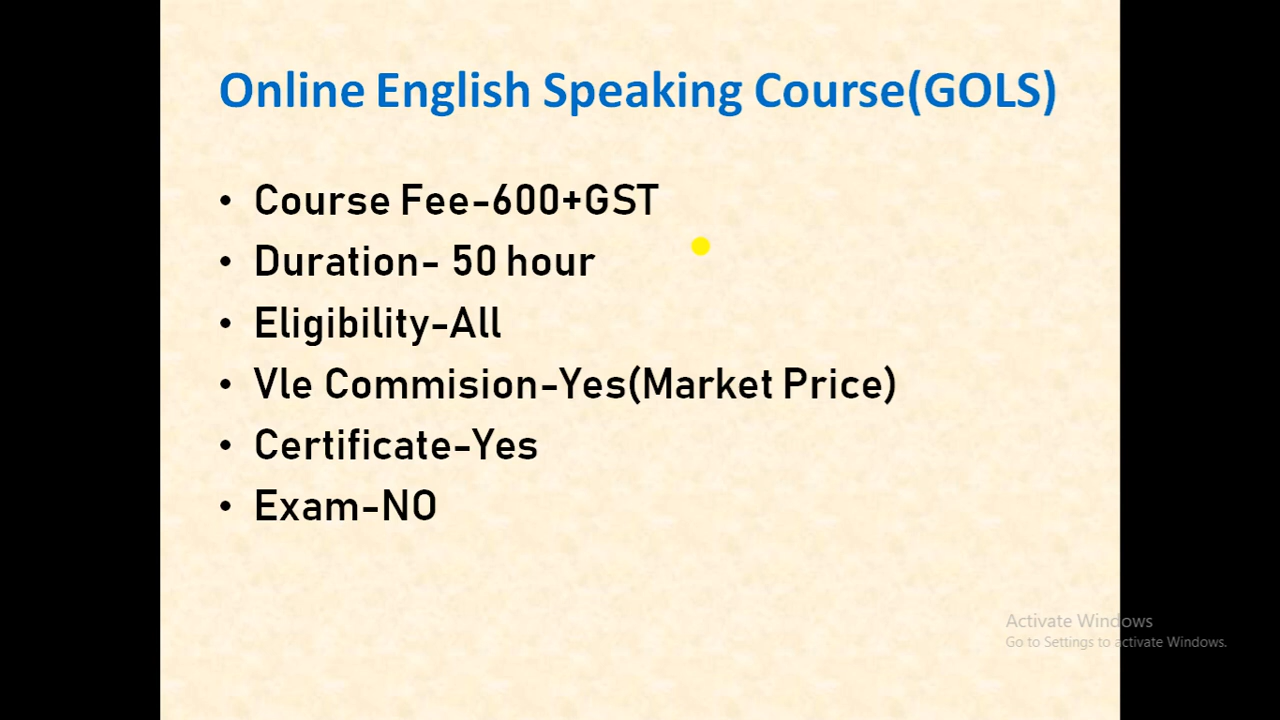 Online English Speaking Course(GOLS)
• Course Fee-600+GST
• Duration- 50 hour
• Eligibility-All
• Vle Commision-Yes(Market Price)
• Certificate-Yes
• Exam-NO
Activate Windows
Go to Settings to activate Windows.